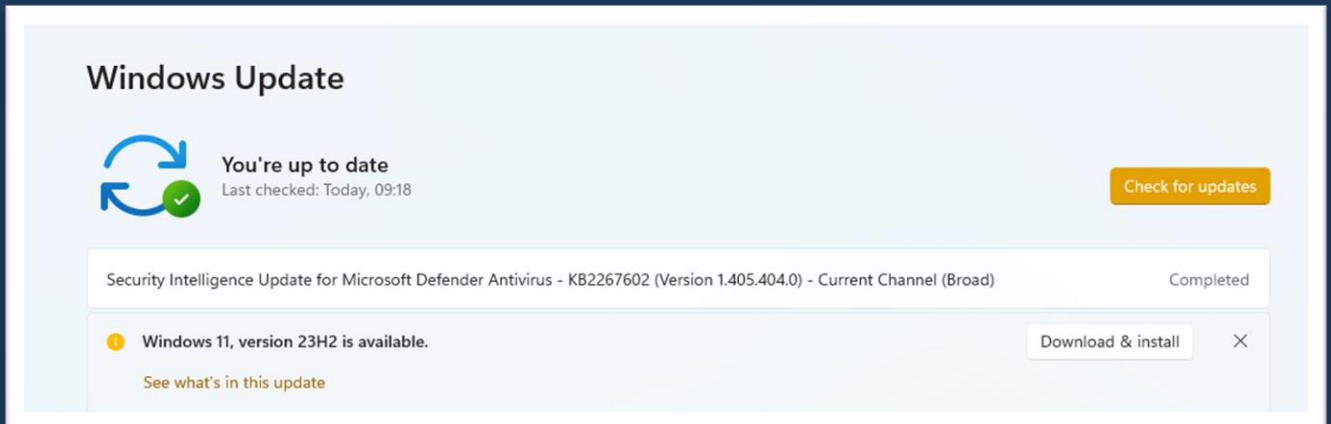 Windows Update
You're up to date
Last checked: Today, 09:18
Check for updates
Security Intelligence Update for Microsoft Defender Antivirus - KB2267602 (Version 1.405.404.0) - Current Channel (Broad)
Completed
Windows 11, version 23H2 is available.
Download & install
See what's in this update